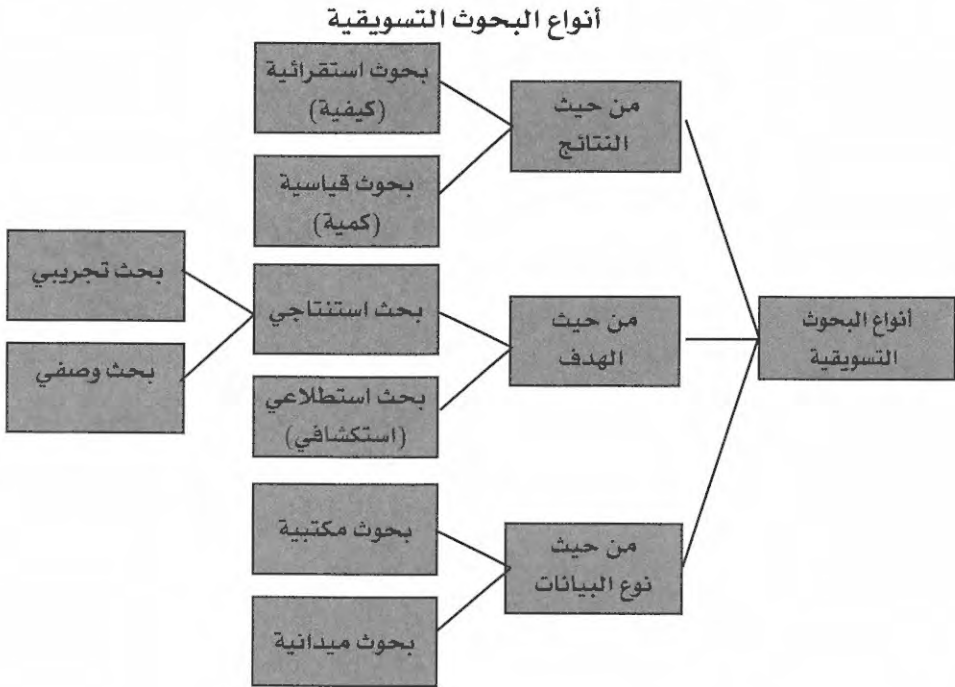 أنواع البحوث التسويقية
أنواع البحوث
التسويقية
من حيث
النتائج
بحوث استقرائية
(كيفية)
بحوث قياسية
(كمية)
من حيث
الهدف
بحث استنتاجي
بحث تجريبي
بحث وصفي
بحث استطلاعي
(استكشافي)
من حيث
نوع البيانات
بحوث مكتبية
بحوث ميدانية